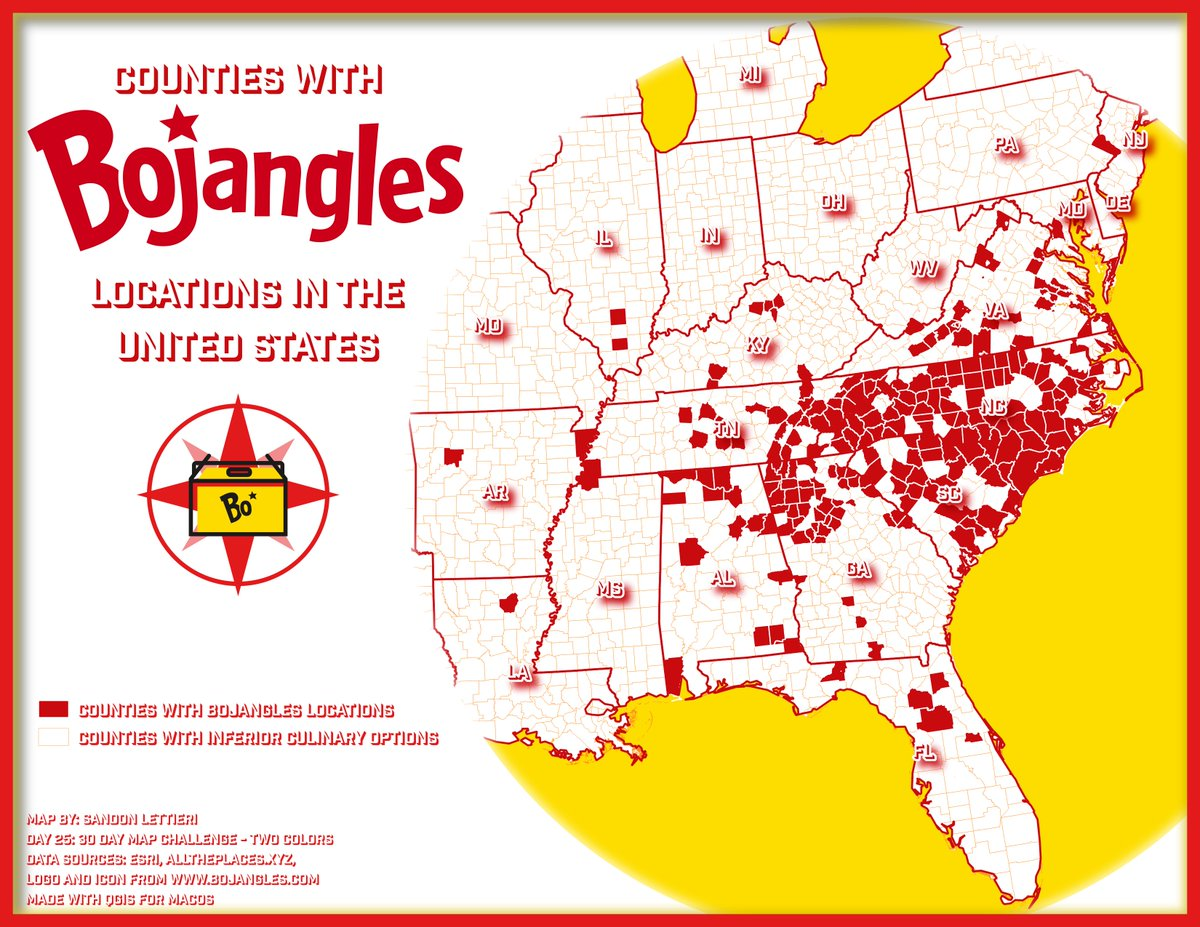 COUNTIES WITH
Bojangles
LOCATIONS IN THE
UNITED STATES
Bo
MI
PA
NJ
OH
MD
DE
IL
IN
WV
MO
VA
KY
NC
TN
AR
SC
GA
MS
AL
LA
FL
COUNTIES WITH BOJANGLES LOCATIONS
COUNTIES WITH INFERIOR CULINARY OPTIONS
MAP BY: SANDON LETTIERI
DAY 25: 30 DAY MAP CHALLENGE - TWO COLORS
DATA SOURCES: ESRI, ALLTHEPLACES.XYZ,
LOGO AND ICON FROM WWW.BOJANGLES.COM
MADE WITH QGIS FOR MACOS